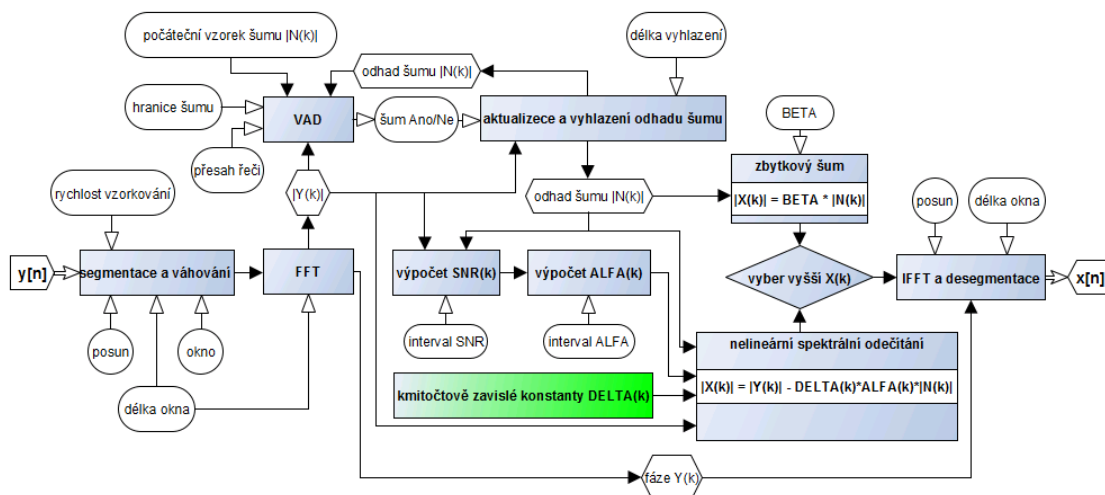 počáteční vzorek šumu |N(k)|
délka vyhlazení
odhad šumu |N(k)|
hranice šumu
VAD
šum Ano/Ne
aktualizece a vyhlazení odhadu šumu
BETA
přesah řeči
zbytkový šum
rychlost vzorkování
|Y(k)|
odhad šumu |N(k)|
|X(k)| = BETA * |N(k)|
posun
délka okna
y[n]
segmentace a váhování
FFT
výpočet SNR(k)
výpočet ALFA(k)
vyber vyšší X(k)
IFFT a desegmentace
x[n]
posun
okno
interval SNR
interval ALFA
nelineární spektrální odečítání
kmitočtově zavislé konstanty DELTA(k)
|X(k)| = |Y(k)| - DELTA(k)*ALFA(k)*|N(k)|
délka okna
fáze Y(k)